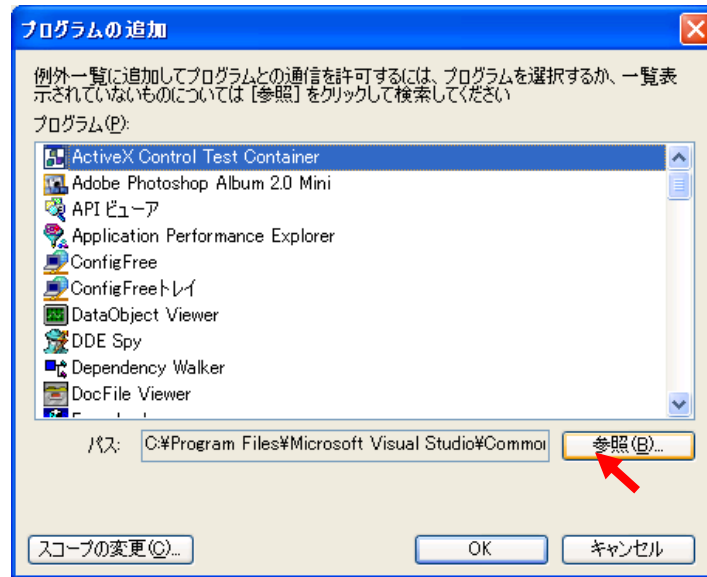 プログラムの追加
例外一覧に追加してプログラムとの通信を許可するには、プログラムを選択するか、一覧表
示されていないものについては [参照] をクリックして検索してください
プログラム(P):
ActiveX Control Test Container
Adobe Photoshop Album 2.0 Mini
API ビューア
Application Performance Explorer
ConfigFree
ConfigFreeトレイ
DataObject Viewer
DDE Spy
Dependency Walker
DocFile Viewer
パス: C:¥Program Files¥Microsoft Visual Studio¥Commo 参照(B)...
スコープの変更(C)... OK キャンセル